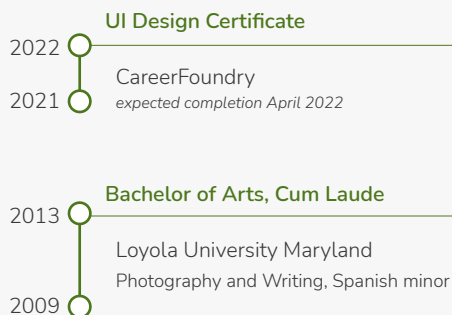 UI Design Certificate
2022
CareerFoundry
2021
expected completion April 2022
Bachelor of Arts, Cum Laude
2013
Loyola University Maryland
Photography and Writing, Spanish minor
2009